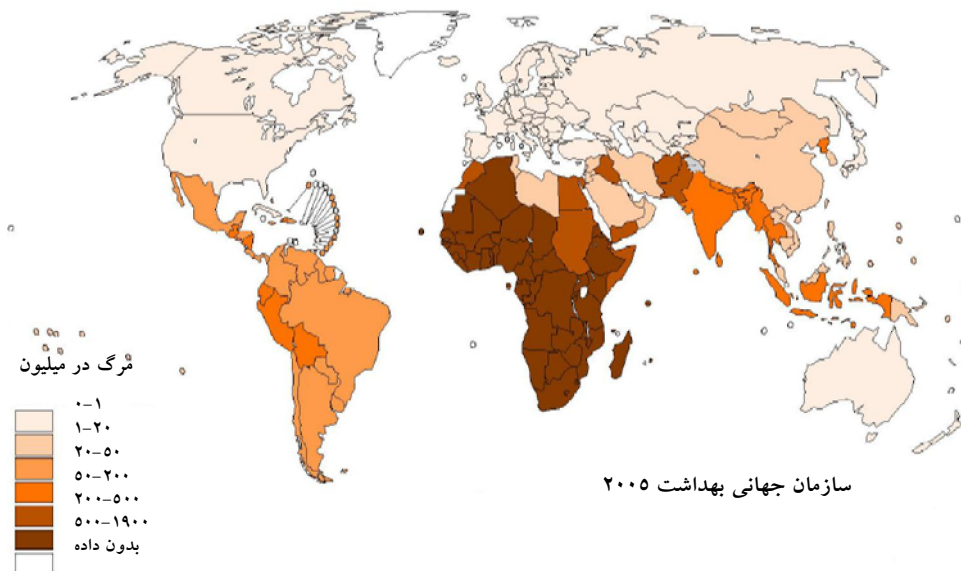 مرگ در میلیون
۰-۱
۱-۲۰
۲۰-۵۰
۵۰-۲۰۰
۲۰۰-۵۰۰
۵۰۰-۱۹۰۰
بدون داده
سازمان جهانی بهداشت ۲۰۰۵